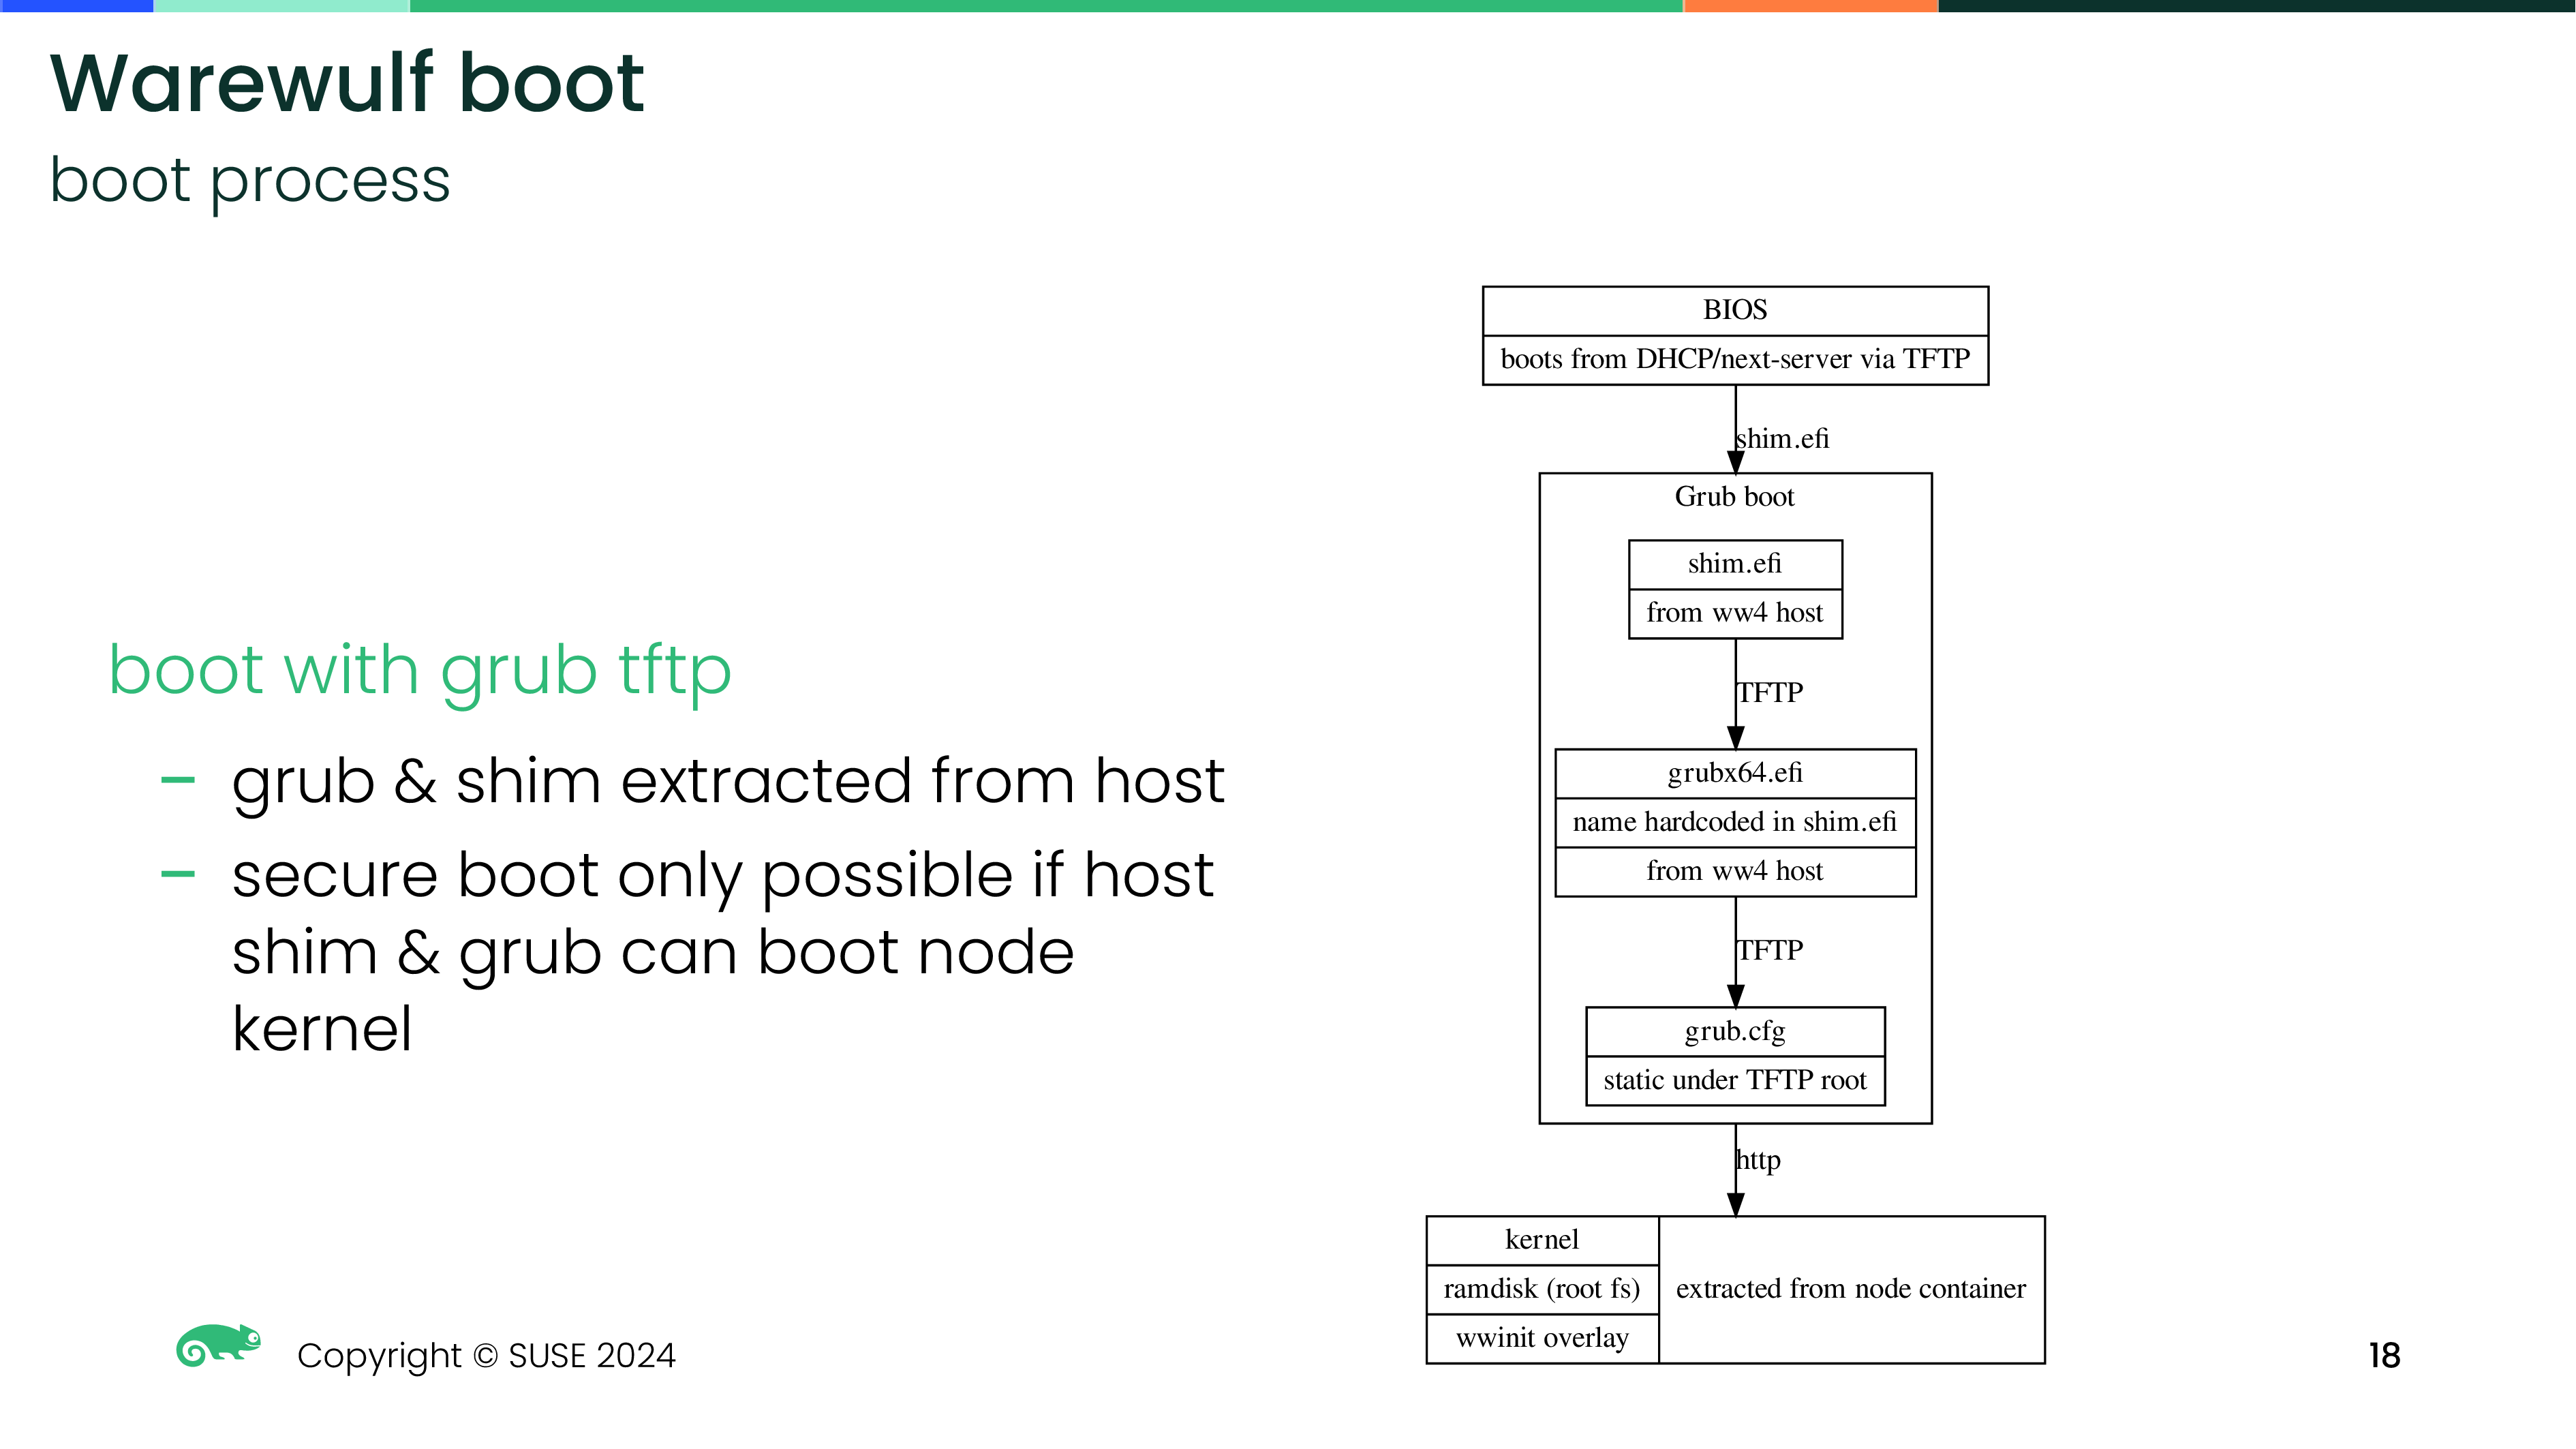 Warewulf boot
boot process
boot with grub tftp
– grub & shim extracted from host
– secure boot only possible if host
shim & grub can boot node
kernel
BIOS
boots from DHCP/next-server via TFTP
shim.efi
Grub boot
shim.efi
from ww4 host
TFTP
grubx64.efi
name hardcoded in shim.efi
from ww4 host
TFTP
grub.cfg
static under TFTP root
http
kernel
ramdisk (root fs)
wwinit overlay
extracted from node container
Copyright © SUSE 2024
18